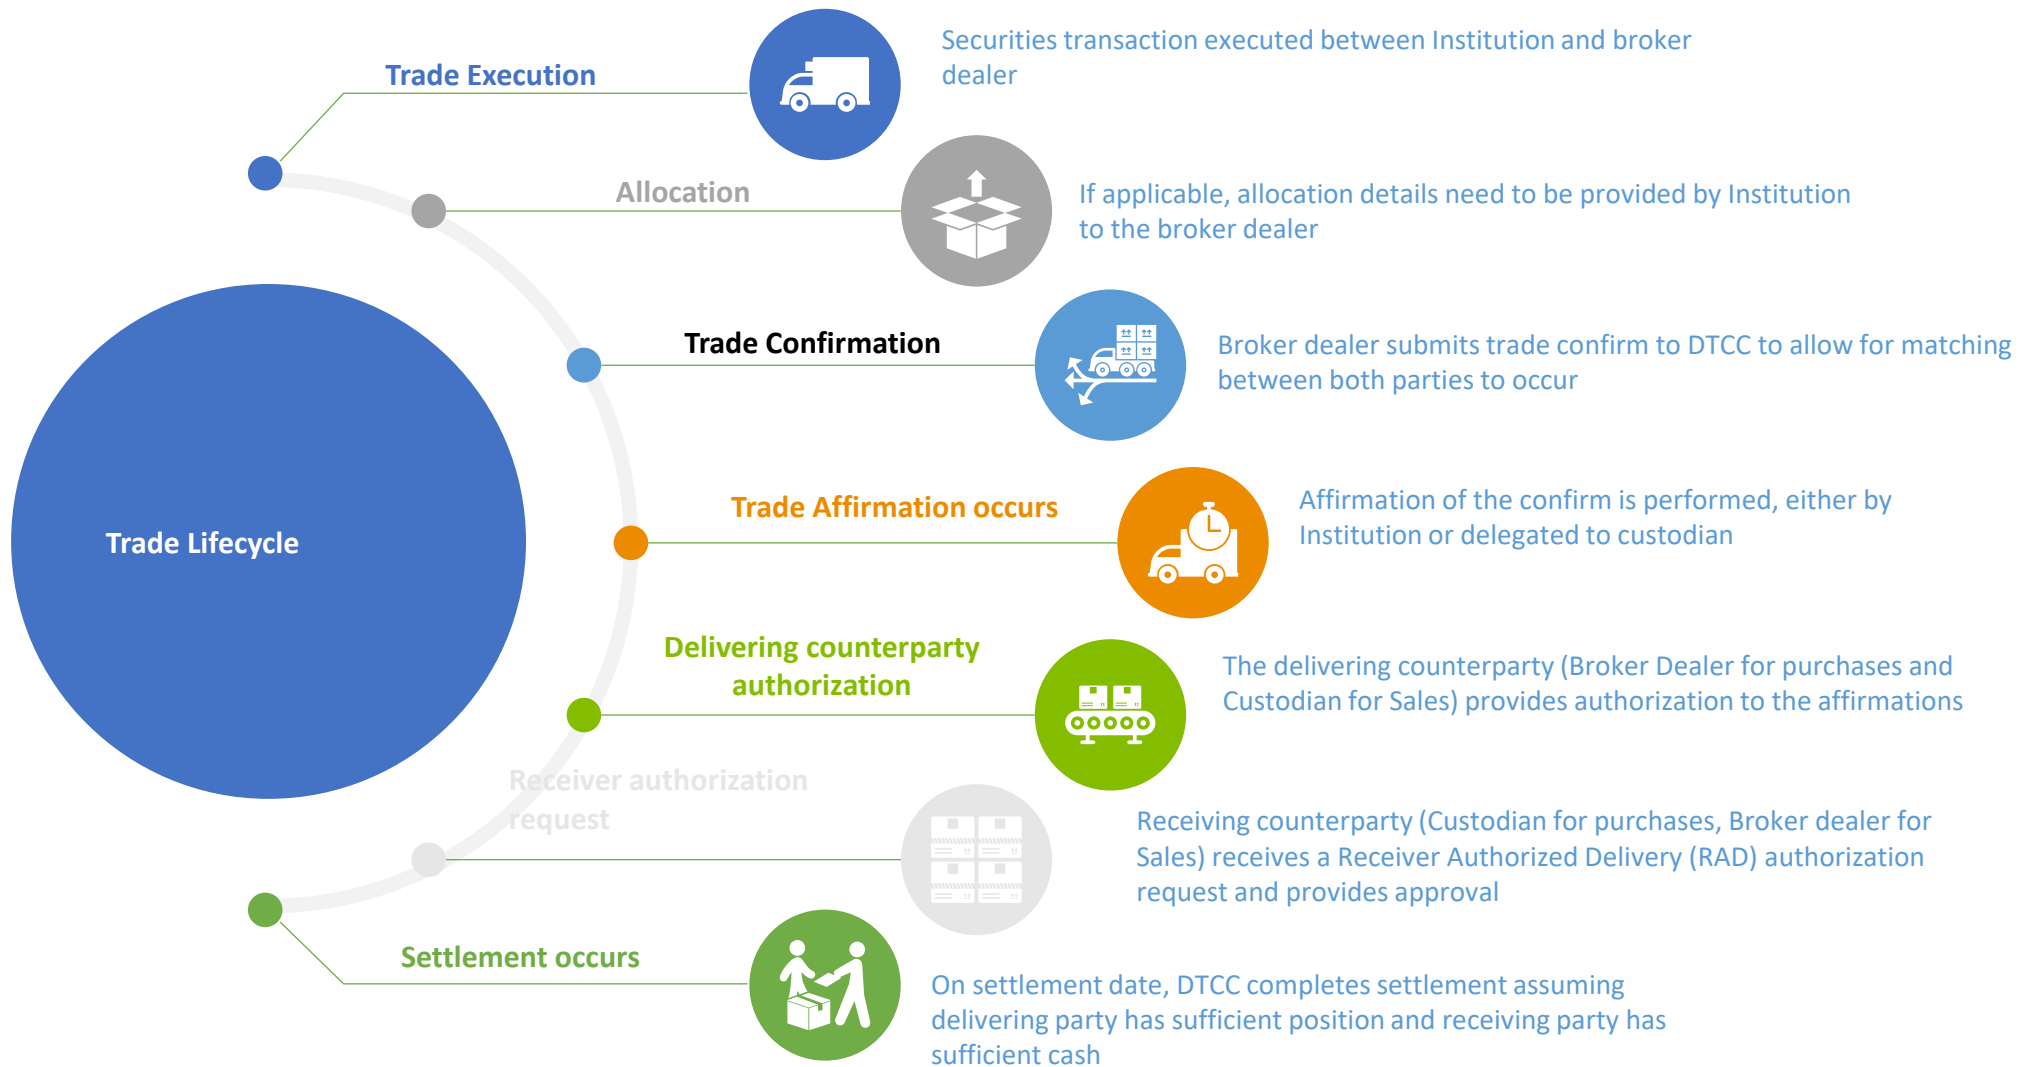 Trade Execution
Securities transaction executed between Institution and broker
dealer
Allocation
If applicable, allocation details need to be provided by Institution
to the broker dealer
Trade Confirmation
Broker dealer submits trade confirm to DTCC to allow for matching
between both parties to occur
Trade Lifecycle
Trade Affirmation occurs
Affirmation of the confirm is performed, either by
Institution or delegated to custodian
Delivering counterparty
authorization
The delivering counterparty (Broker Dealer for purchases and
Custodian for Sales) provides authorization to the affirmations
Receiver authorization
request
Receiving counterparty (Custodian for purchases, Broker dealer for
Sales) receives a Receiver Authorized Delivery (RAD) authorization
request and provides approval
Settlement occurs
On settlement date, DTCC completes settlement assuming
delivering party has sufficient position and receiving party has
sufficient cash